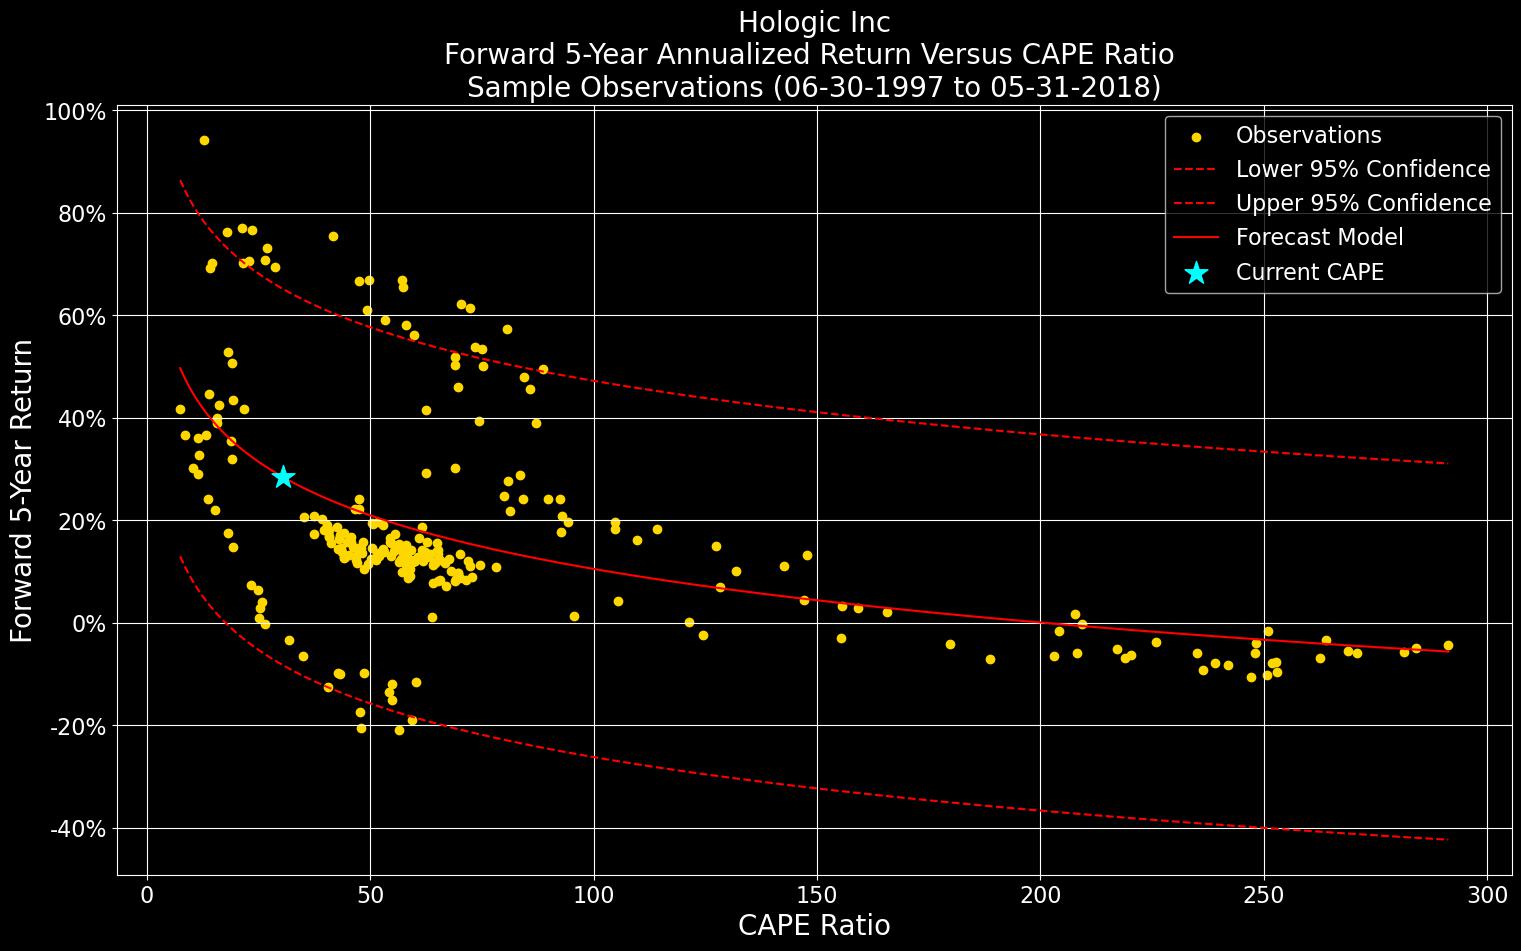 Hologic Inc
Forward 5-Year Annualized Return Versus CAPE Ratio
Sample Observations (06-30-1997 to 05-31-2018)
Observations
Lower 95% Confidence
Upper 95% Confidence
Forecast Model
Current CAPE
Forward 5-Year Return
100%
80%
60%
40%
20%
0%
-20%
-40%
0 50 100 150 200 250 300
CAPE Ratio